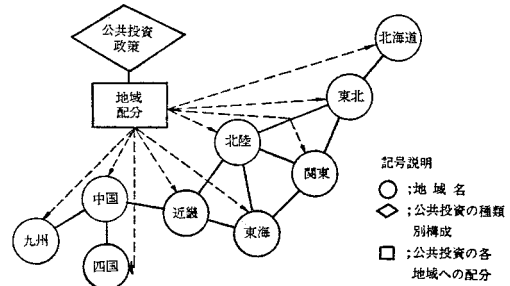 公共投資
政策
地域
配分
北海道
東北
北陸
関東
中国
近畿
東海
九州
四国
記号説明
○ ;地域名
◇ ;公共投資の種類
別構成
□ ;公共投資の各
地域への配分